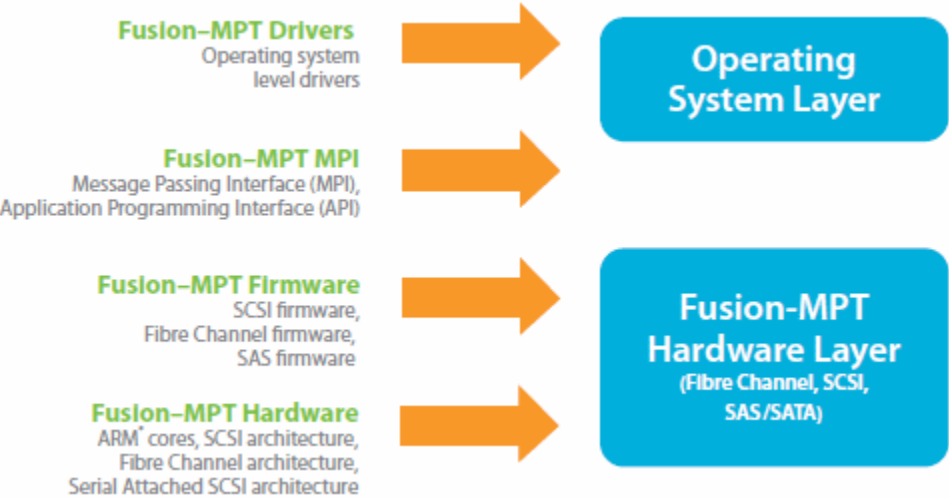 Fusion–MPT Drivers
Operating system
level drivers
Operating
System Layer
Fusion–MPT MPI
Message Passing Interface (MPI),
Application Programming Interface (API)
Fusion–MPT Firmware
SCSI firmware,
Fibre Channel firmware,
SAS firmware
Fusion-MPT
Hardware Layer
(Fibre Channel, SCSI,
SAS/SATA)
Fusion–MPT Hardware
ARM* cores, SCSI architecture,
Fibre Channel architecture,
Serial Attached SCSI architecture